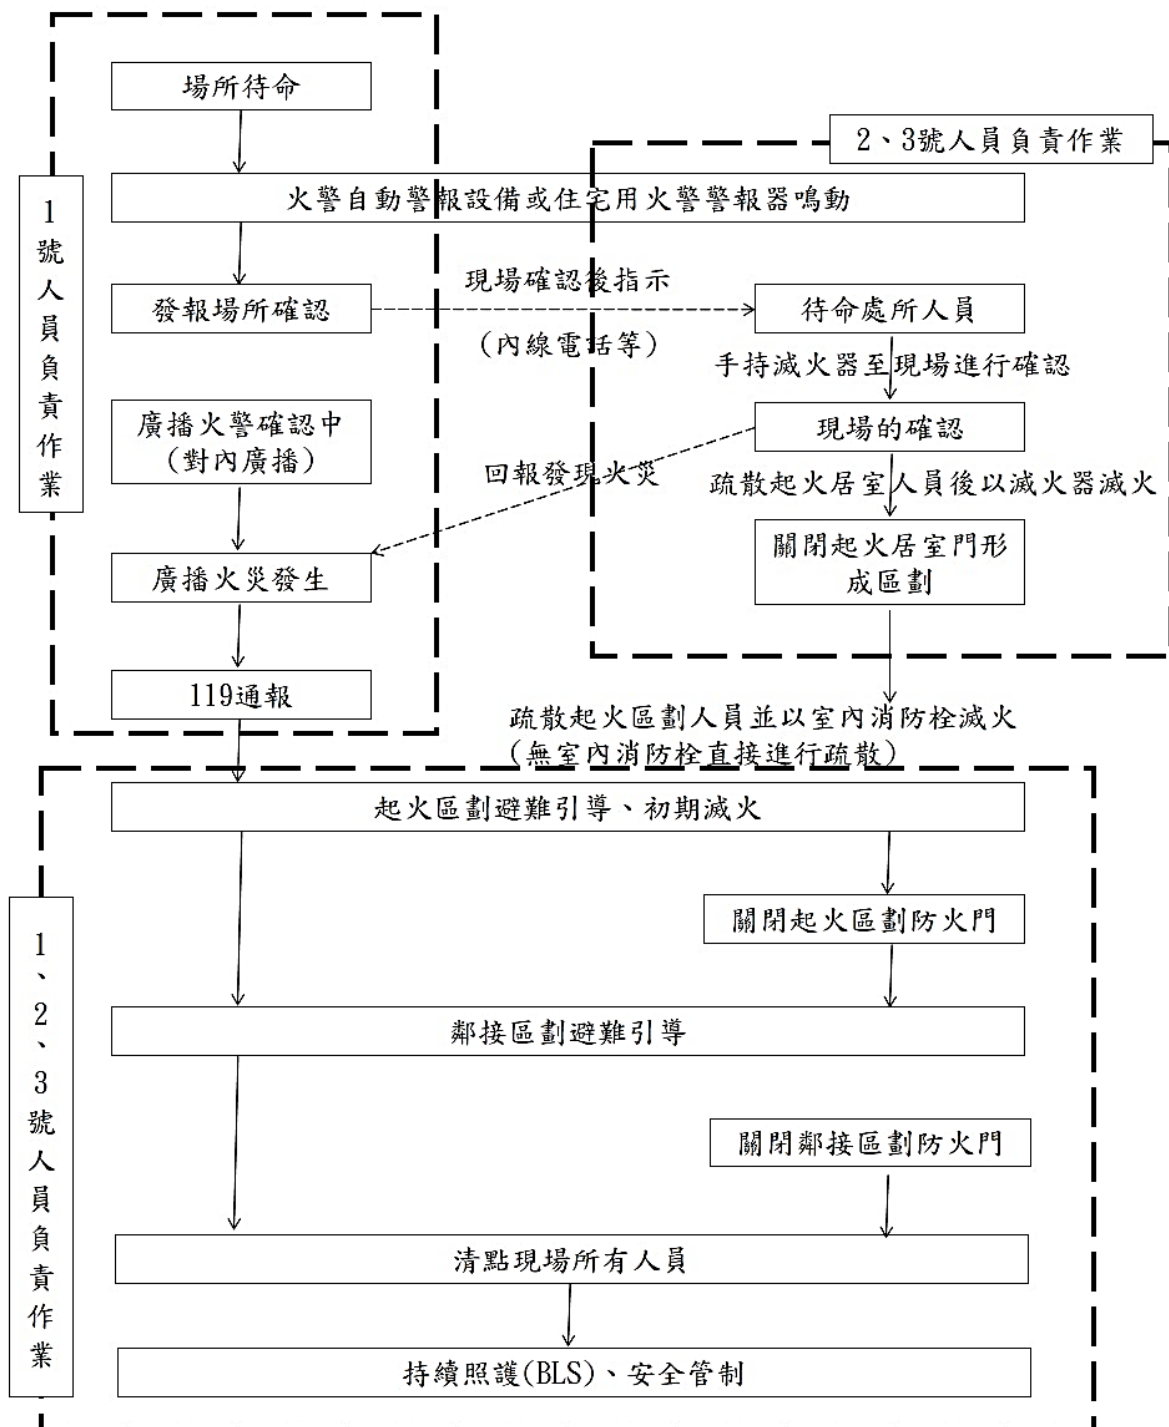 場所待命
2、3號人員負責作業
火警自動警報設備或住宅用火警警報器鳴動
1號人員負責作業
發報場所確認
現場確認後指示
(內線電話等)
待命處所人員
手持滅火器至現場進行確認
廣播火警確認中
(對內廣播)
現場的確認
回報發現火災
疏散起火居室人員後以滅火器滅火
廣播火災發生
關閉起火居室門形
成區劃
119通報
疏散起火區劃人員並以室內消防栓滅火
(無室內消防栓直接進行疏散)
起火區劃避難引導、初期滅火
1、2、3號人員負責作業
關閉起火區劃防火門
鄰接區劃避難引導
關閉鄰接區劃防火門
清點現場所有人員
持續照護(BLS)、安全管制